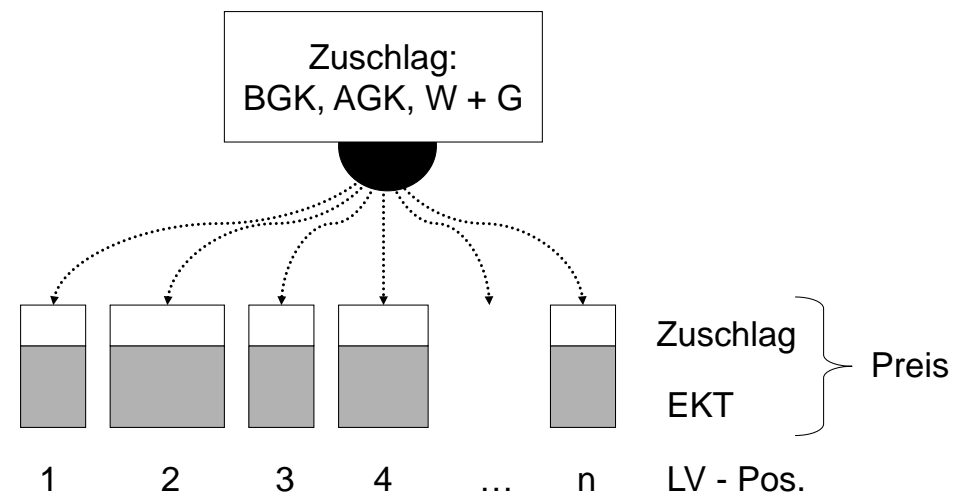 Zuschlag:
BGK, AGK, W + G
Zuschlag
Preis
EKT
1 2 3 4 … n LV - Pos.